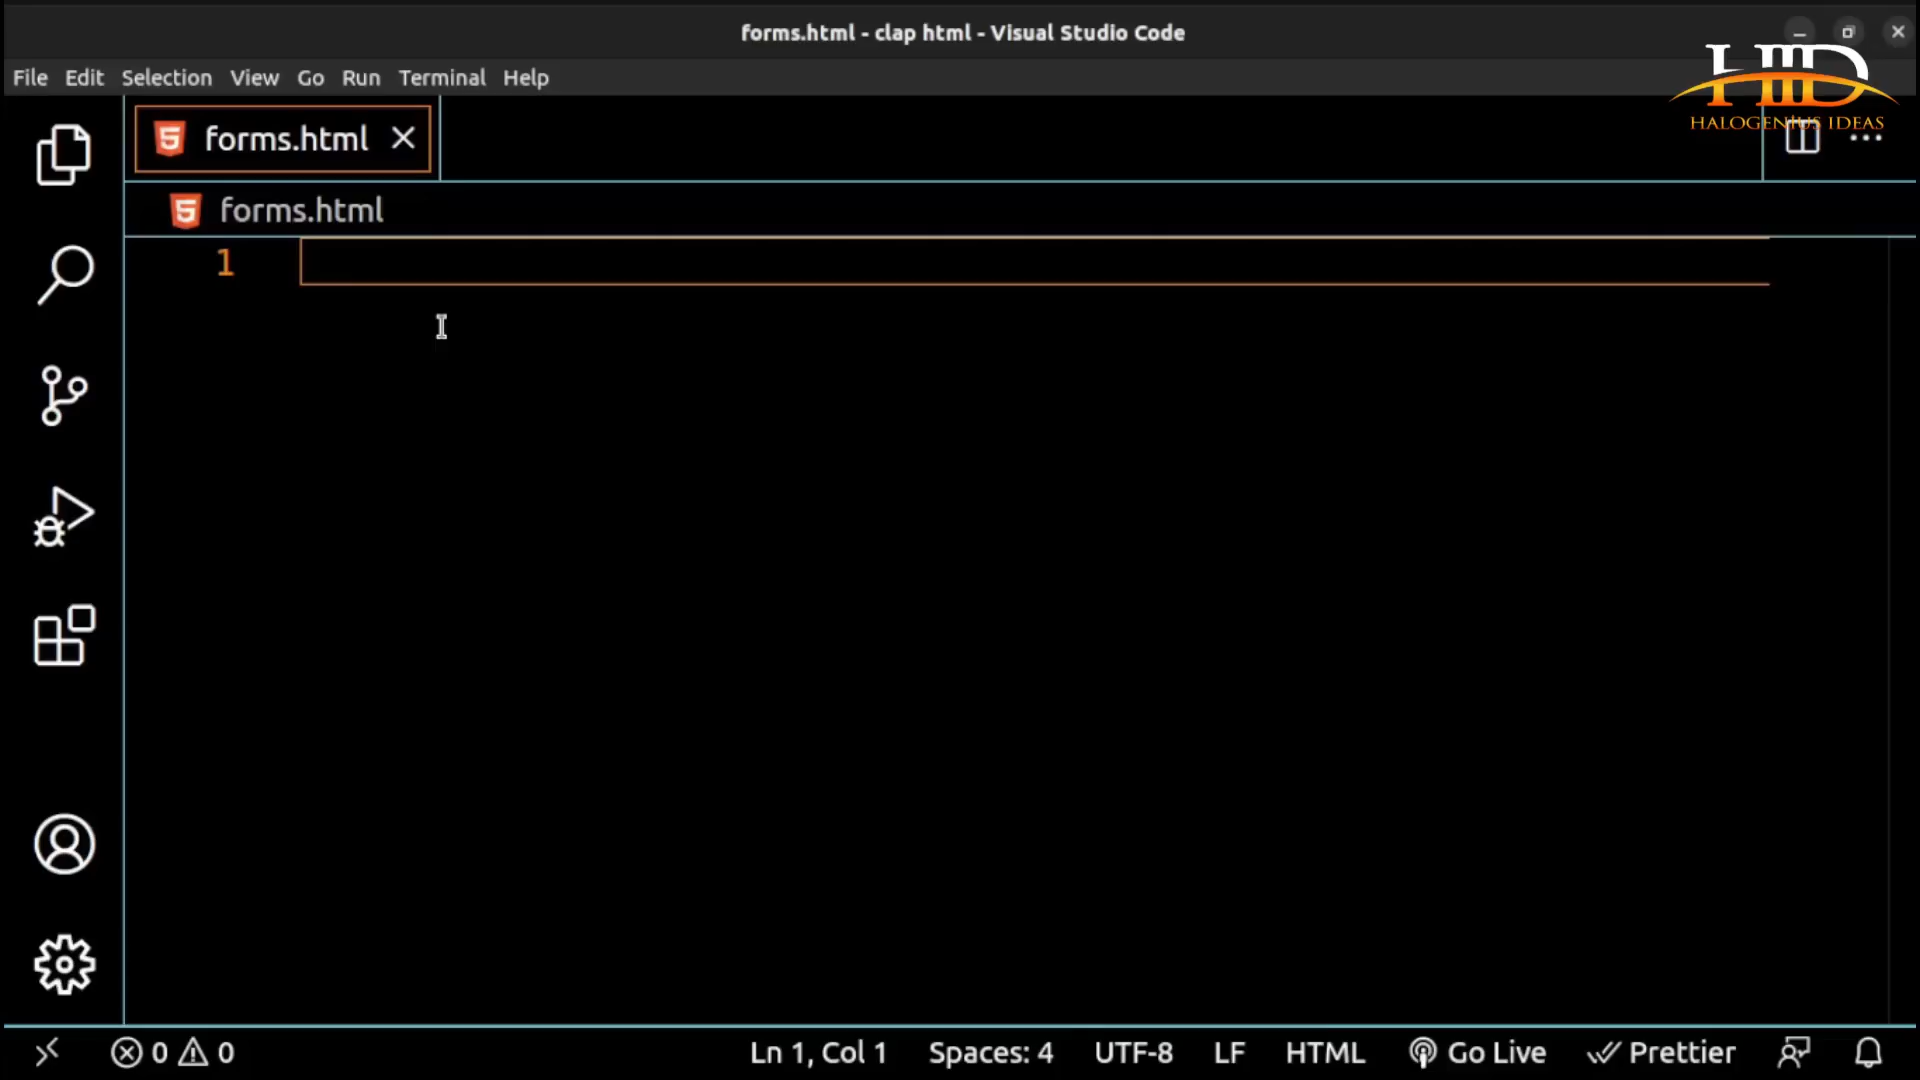 forms.html - clap html - Visual Studio Code
File Edit Selection View Go Run Terminal Help
HID
HALOGENIUS IDEAS
forms.html
forms.html
1
0 0 Ln 1, Col 1 Spaces: 4 UTF-8 LF HTML Go Live Prettier